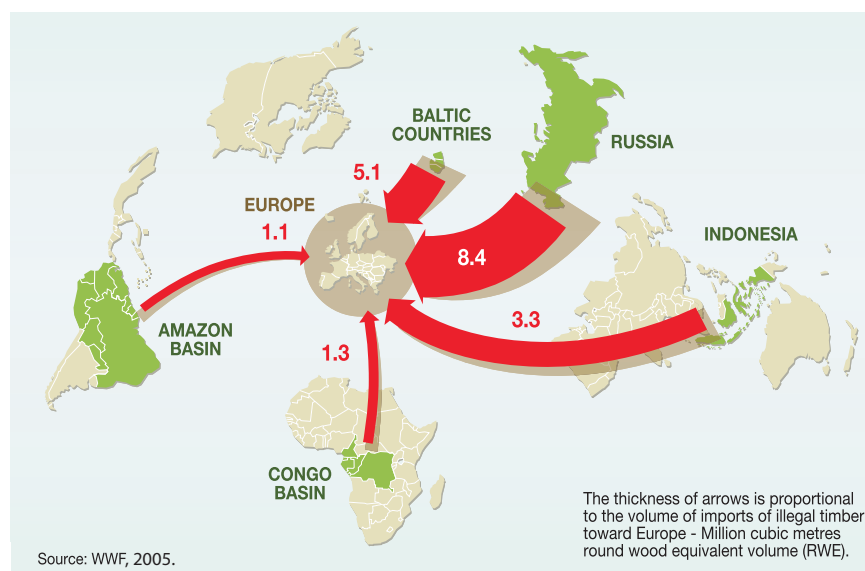 BALTIC
COUNTRIES
RUSSIA
5.1
EUROPE
1.1
INDONESIA
8.4
AMAZON
BASIN
3.3
1.3
CONGO
BASIN
The thickness of arrows is proportional
to the volume of imports of illegal timber
toward Europe - Million cubic metres
round wood equivalent volume (RWE).
Source: WWF, 2005.